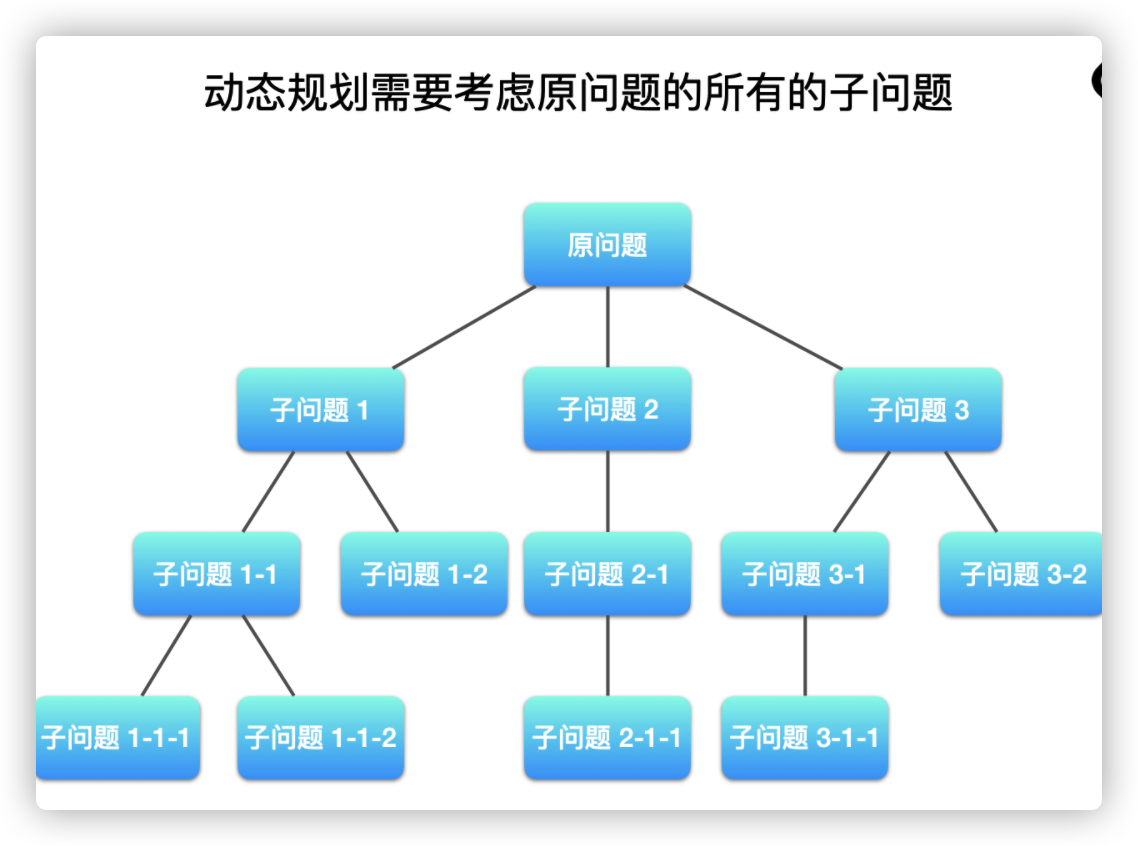 动态规划需要考虑原问题的所有的子问题
原问题
子问题 1
子问题 2
子问题 3
子问题 1-1
子问题 1-2
子问题 2-1
子问题 3-1
子问题 3-2
子问题 1-1-1
子问题 1-1-2
子问题 2-1-1
子问题 3-1-1